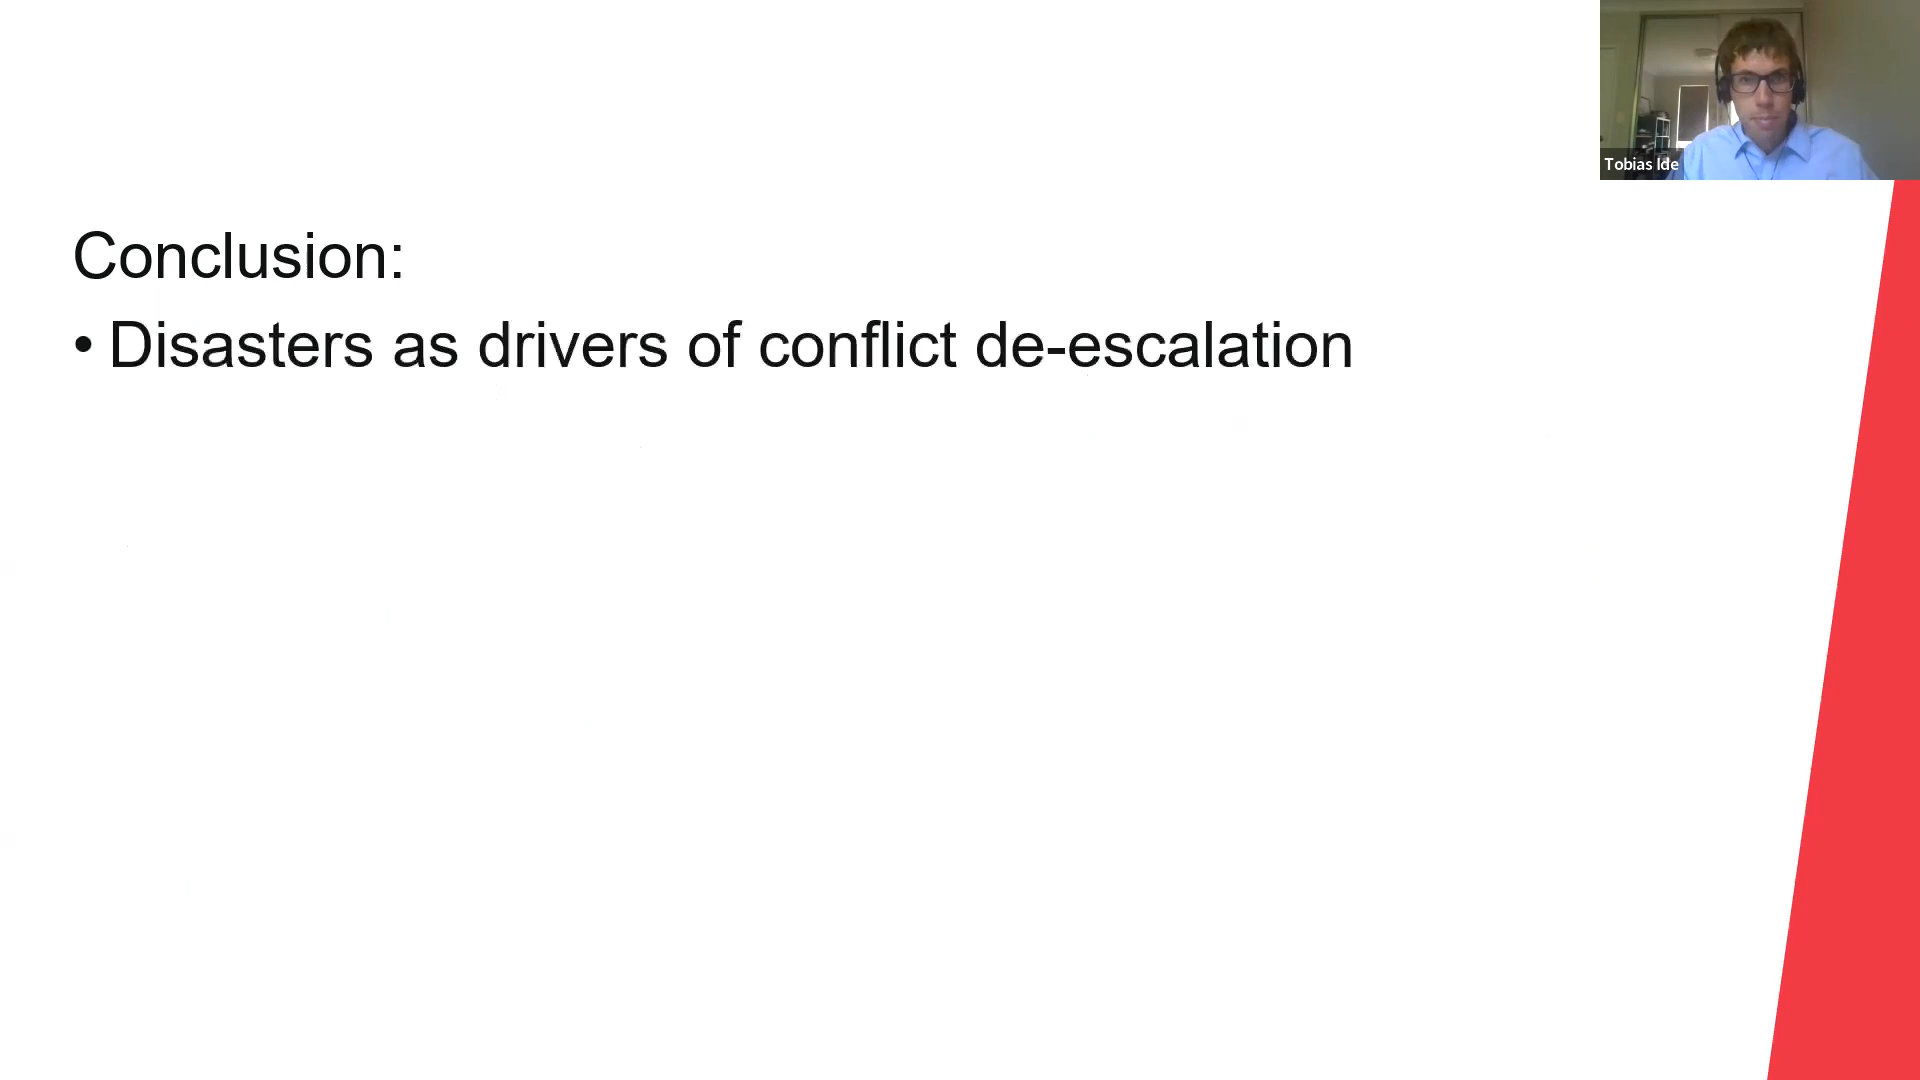 Tobias Ide
Conclusion:
• Disasters as drivers of conflict de-escalation